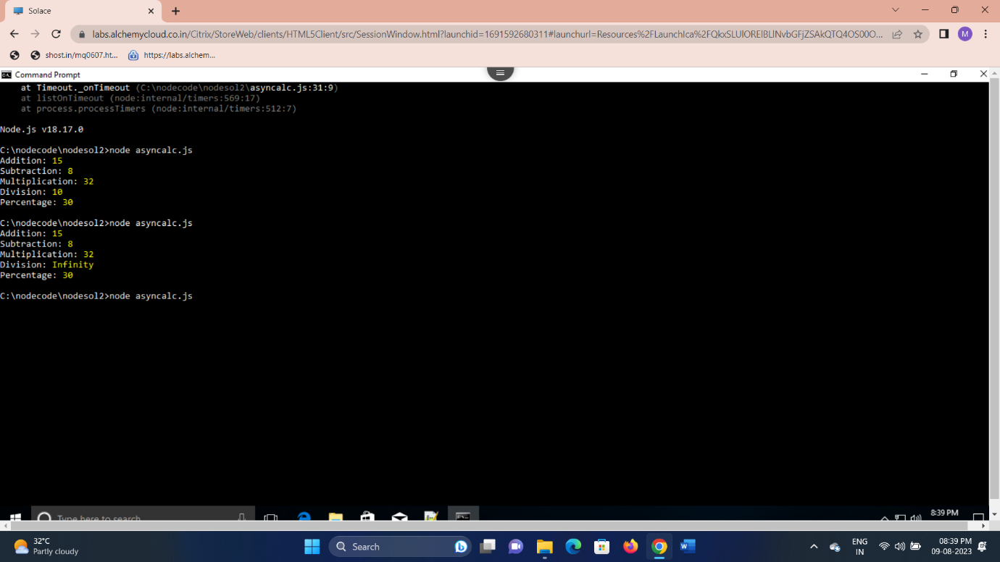 Solace
labs.alchemycloud.co.in/Citrix/StoreWeb/clients/HTML5Client/src/SessionWindow.html?launchid=1691592680311#launchurl=Resources%2FLaunchIca%2F
M
shost.in/mq0607.ht...
https://labs.alchem...
Command Prompt
at Timeout._onTimeout (C:\nodecode\nodesol2\asyncalc.js:31:9)
at listOnTimeout (node:internal/timers:569:17)
at process.processTimers (node:internal/timers:512:7)
Node.js v18.17.0
C:\nodecode\nodesol2>node asyncalc.js
Addition: 15
Subtraction: 8
Multiplication: 32
Division: 10
Percentage: 30
C:\nodecode\nodesol2>node asyncalc.js
Addition: 15
Subtraction: 8
Multiplication: 32
Division: Infinity
Percentage: 30
C:\nodecode\nodesol2>node asyncalc.js
Type here to search
8:39 PM
32°C
Partly cloudy
Search
ENG
IN
08:39 PM
09-08-2023